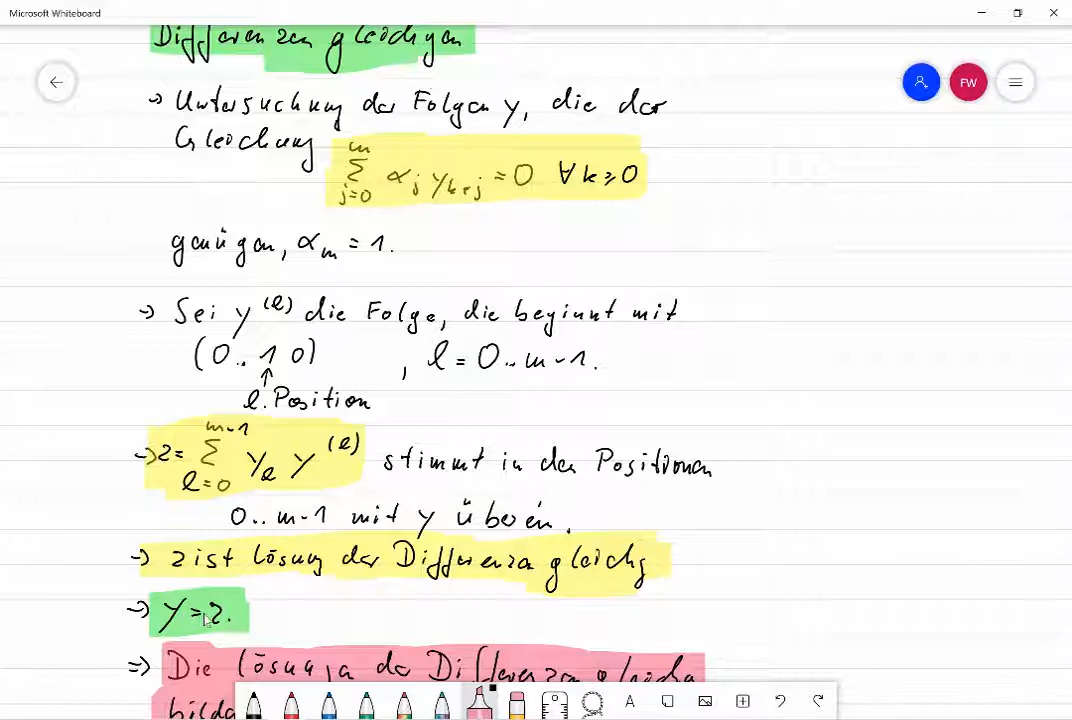 Microsoft Whiteboard
Differenzengleichgen
FW
→ Untersuchung der Folgen y, die der
Gleichung ∑_{j=0}^{m} α_j y_{k+j} = 0 ∀k≥0
genügen, α_m = 1.
→ Sei y^(l) die Folge, die beginnt mit
(0..1 0) , l = 0..m-1.
↑
l. Position
→ z = ∑_{l=0}^{m-1} y_l y^(l) stimmt in den Positionen
0..m-1 mit y überein.
→ z ist Lösung der Differenzengleichg
→ y = z.
⇒ Die Lösungen der Differenzengleichg
A